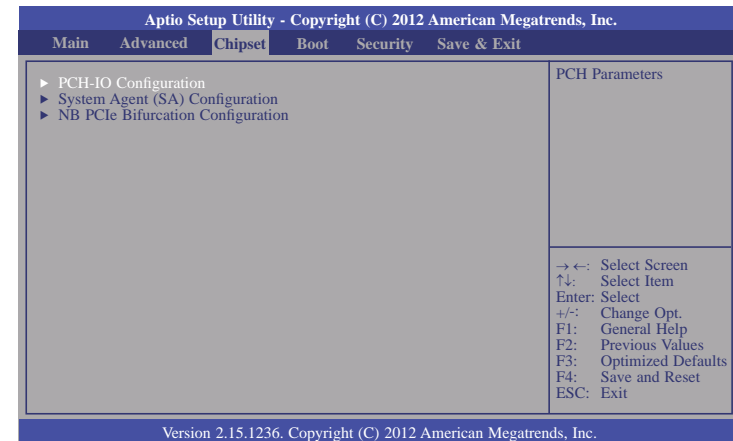 Aptio Setup Utility - Copyright (C) 2012 American Megatrends, Inc.
Main Advanced Chipset Boot Security Save & Exit
► PCH-IO Configuration
► System Agent (SA) Configuration
► NB PCIe Bifurcation Configuration
PCH Parameters
→←: Select Screen
↑↓: Select Item
Enter: Select
+/-: Change Opt.
F1: General Help
F2: Previous Values
F3: Optimized Defaults
F4: Save and Reset
ESC: Exit
Version 2.15.1236. Copyright (C) 2012 American Megatrends, Inc.